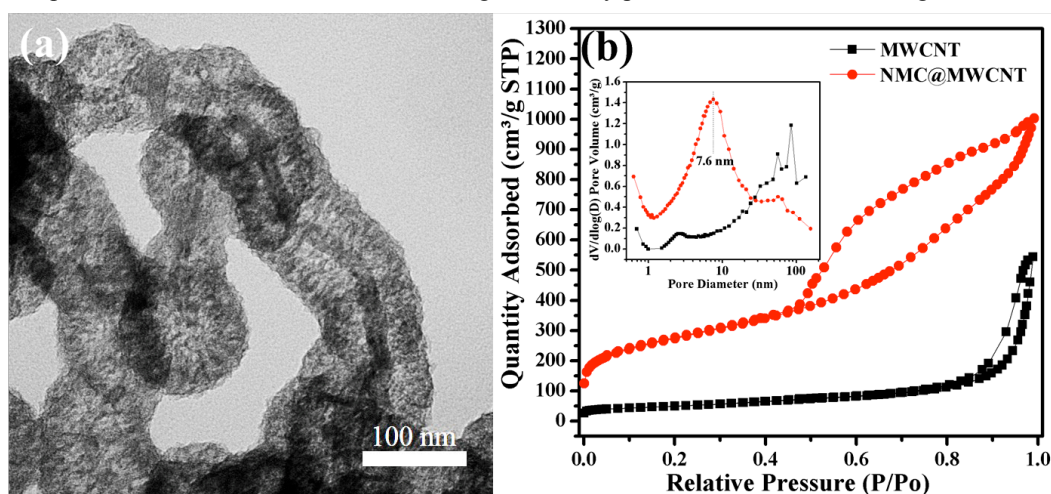 (a)
100 nm
(b)
MWCNT
NMC@MWCNT
Quantity Adsorbed (cm³/g STP)
1300
1200
1100
1000
900
800
700
600
500
400
300
200
100
0
0.0 0.2 0.4 0.6 0.8 1.0
Relative Pressure (P/Po)
dV/dlog(D) Pore Volume (cm³/g)
1.6
1.4
1.2
1.0
0.8
0.6
0.4
0.2
0.0
7.6 nm
1 10 100
Pore Diameter (nm)